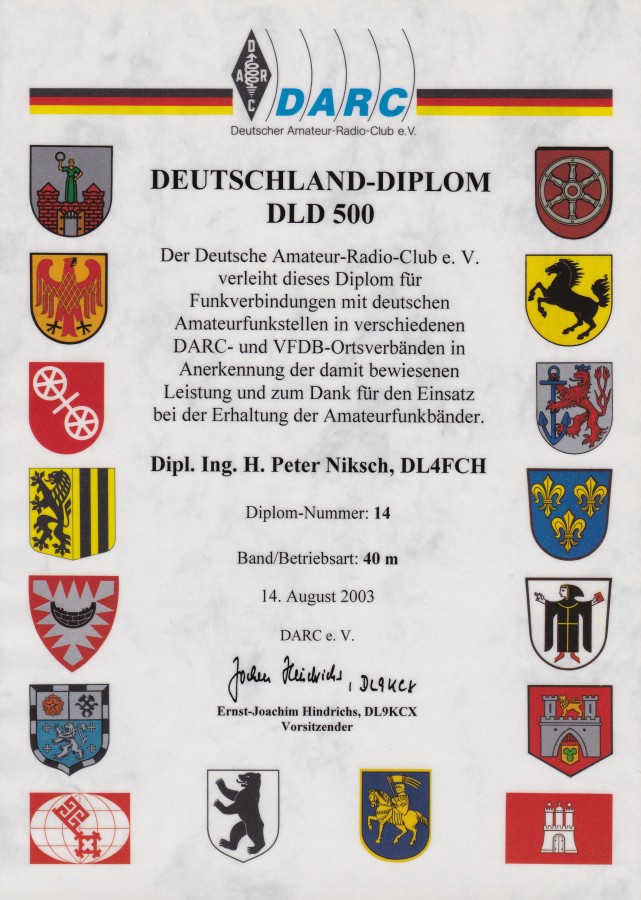 D
A R
C
DARC
Deutscher Amateur-Radio-Club e.V.
DEUTSCHLAND-DIPLOM
DLD 500
Der Deutsche Amateur-Radio-Club e. V.
verleiht dieses Diplom für
Funkverbindungen mit deutschen
Amateurfunkstellen in verschiedenen
DARC- und VFDB-Ortsverbänden in
Anerkennung der damit bewiesenen
Leistung und zum Dank für den Einsatz
bei der Erhaltung der Amateurfunkbänder.
Dipl. Ing. H. Peter Niksch, DL4FCH
Diplom-Nummer: 14
Band/Betriebsart: 40 m
14. August 2003
DARC e. V.
Jochen Hindrichs, DL9KCX
Ernst-Joachim Hindrichs, DL9KCX
Vorsitzender